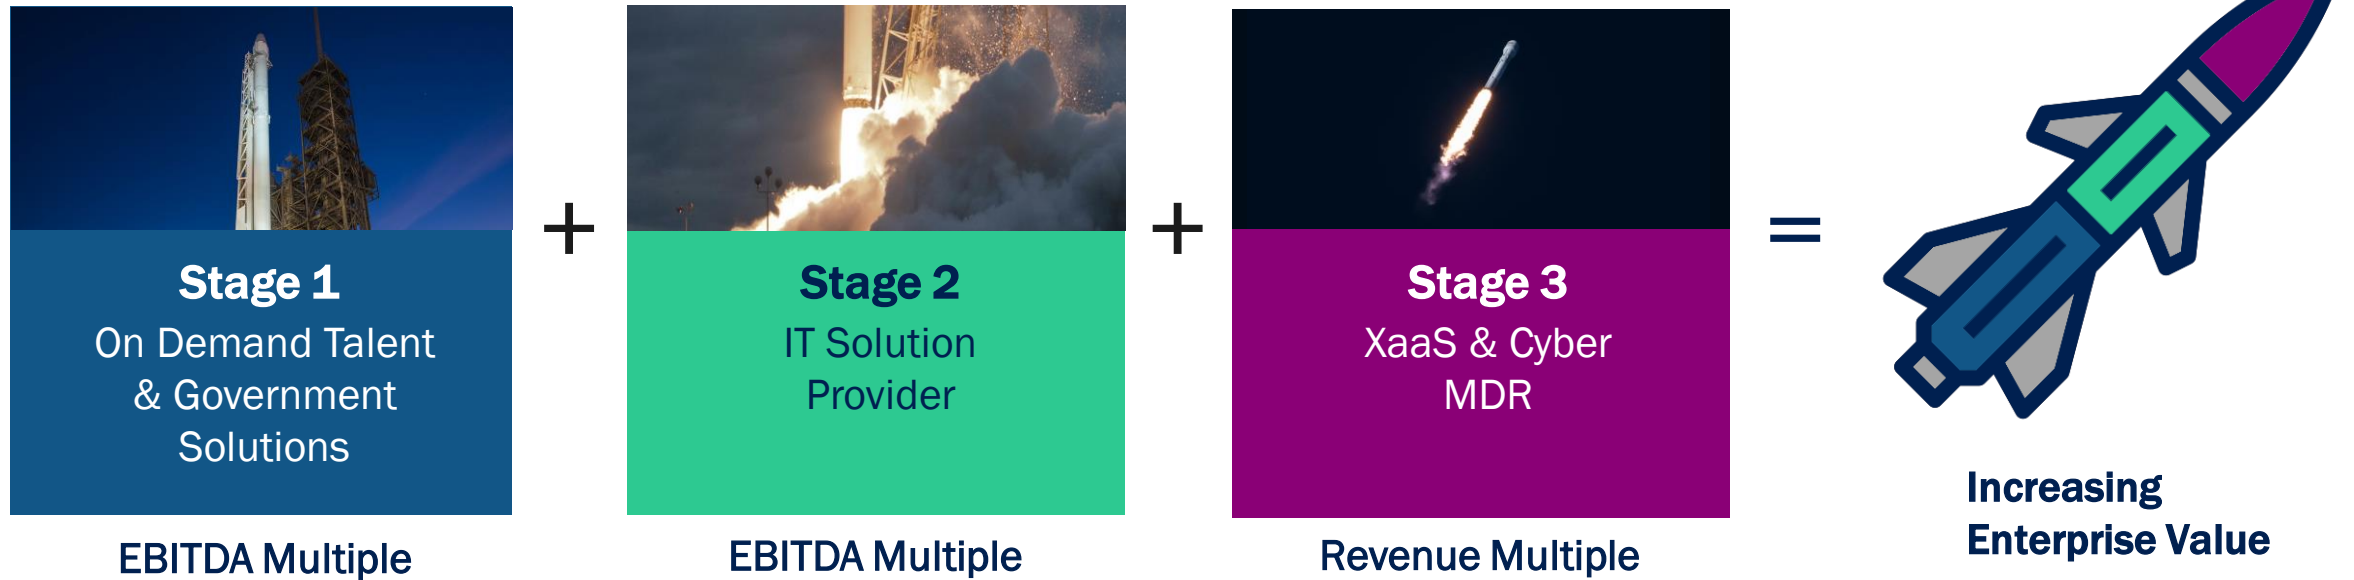 Stage 1
On Demand Talent
& Government
Solutions
EBITDA Multiple
+
Stage 2
IT Solution
Provider
EBITDA Multiple
+
Stage 3
XaaS & Cyber
MDR
Revenue Multiple
=
Increasing
Enterprise Value